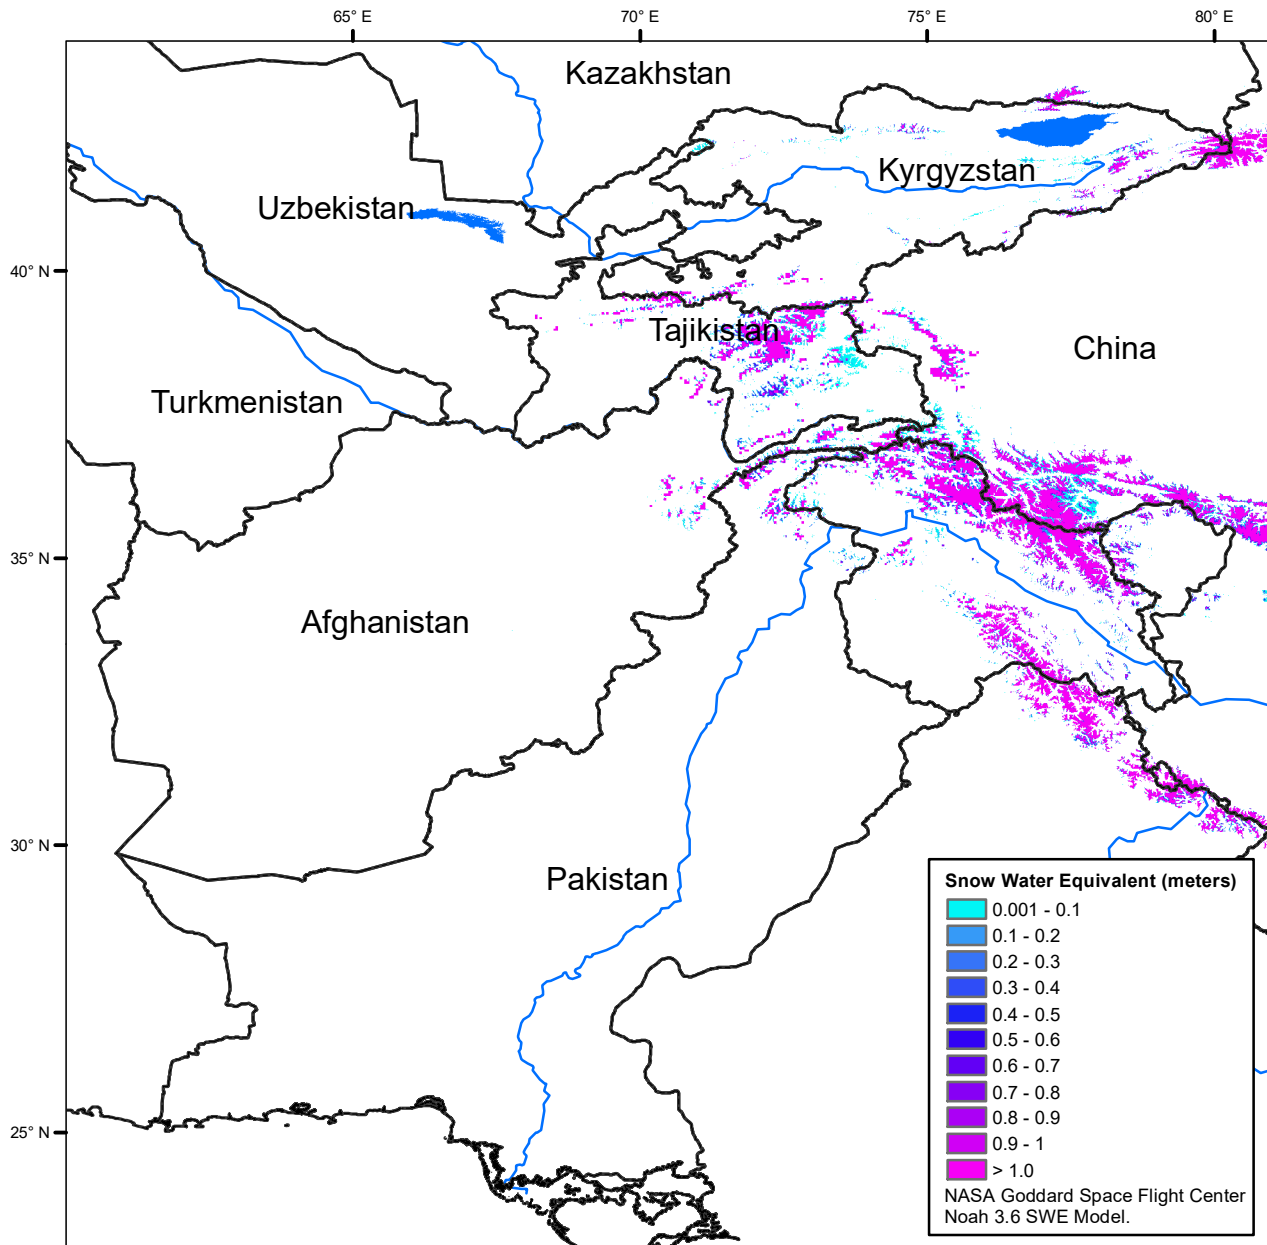 65° E
70° E
75° E
80° E
Kazakhstan
Kyrgyzstan
Uzbekistan
40° N
Tajikistan
China
Turkmenistan
35° N
Afghanistan
30° N
Pakistan
25° N
Snow Water Equivalent (meters)
0.001 - 0.1
0.1 - 0.2
0.2 - 0.3
0.3 - 0.4
0.4 - 0.5
0.5 - 0.6
0.6 - 0.7
0.7 - 0.8
0.8 - 0.9
0.9 - 1
> 1.0
NASA Goddard Space Flight Center
Noah 3.6 SWE Model.